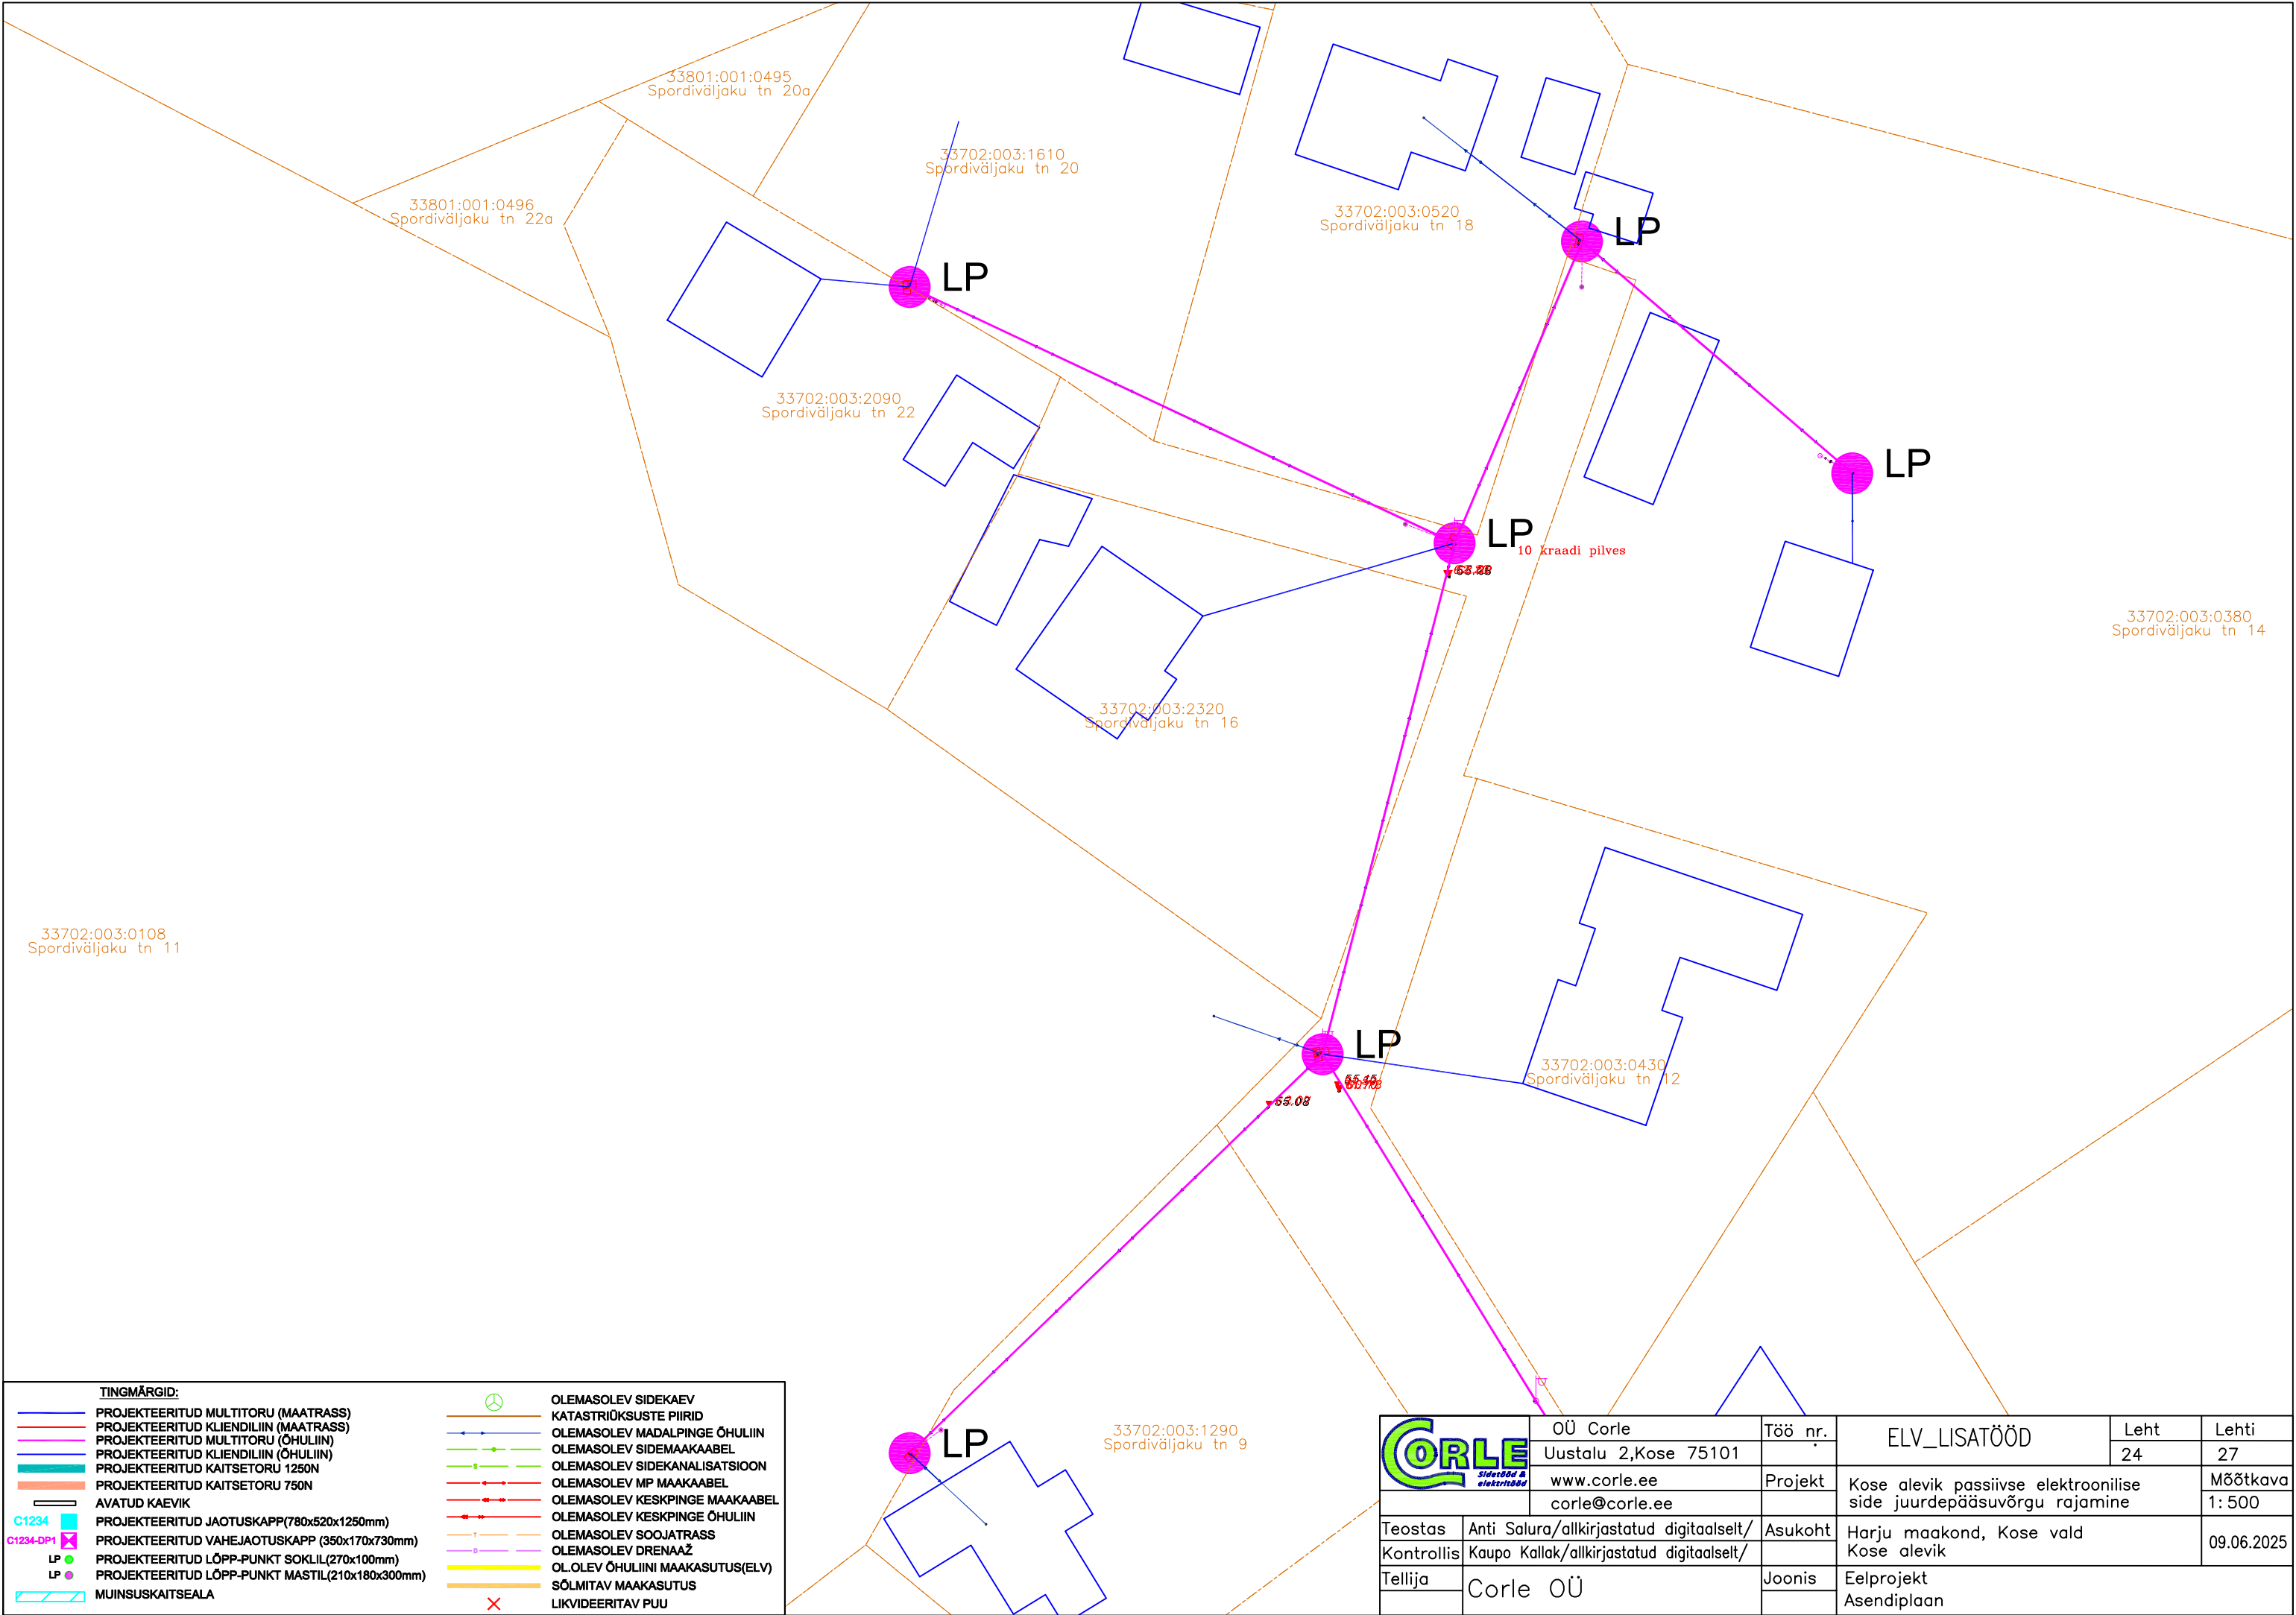 33801:001:0495
Spordiväljaku tn 20a
33702:003:1610
Spordiväljaku tn 20
33801:001:0496
Spordiväljaku tn 22a
33702:003:0520
Spordiväljaku tn 18
LP
LP
33702:003:2090
Spordiväljaku tn 22
LP
LP
10 kraadi pilves
33702:003:0380
Spordiväljaku tn 14
33702:003:2320
Spordiväljaku tn 16
33702:003:0108
Spordiväljaku tn 11
LP
33702:003:0430
Spordiväljaku tn 12
33702:003:1290
Spordiväljaku tn 9
LP
TINGMÄRGID:
PROJEKTEERITUD MULTITORU (MAATRASS)
PROJEKTEERITUD KLIENDILIIN (MAATRASS)
PROJEKTEERITUD MULTITORU (ÕHULIIN)
PROJEKTEERITUD KLIENDILIIN (ÕHULIIN)
PROJEKTEERITUD KAITSETORU 1250N
PROJEKTEERITUD KAITSETORU 750N
AVATUD KAEVIK
C1234 PROJEKTEERITUD JAOTUSKAPP(780x520x1250mm)
C1234-DP1 PROJEKTEERITUD VAHEJAOTUSKAPP (350x170x730mm)
LP PROJEKTEERITUD LÕPP-PUNKT SOKLIL(270x100mm)
LP PROJEKTEERITUD LÕPP-PUNKT MASTIL(210x180x300mm)
MUINSUSKAITSEALA
OLEMASOLEV SIDEKAEV
KATASTRIÜKSUSTE PIIRID
OLEMASOLEV MADALPINGE ÕHULIIN
OLEMASOLEV SIDEMAAKAABEL
S OLEMASOLEV SIDEKANALISATSIOON
OLEMASOLEV MP MAAKAABEL
OLEMASOLEV KESKPINGE MAAKAABEL
OLEMASOLEV KESKPINGE ÕHULIIN
T OLEMASOLEV SOOJATRASS
D OLEMASOLEV DRENAAŽ
OL.OLEV ÕHULIINI MAAKASUTUS(ELV)
SÕLMITAV MAAKASUTUS
LIKVIDEERITAV PUU
CORLE
Sidetööd &
elektritööd
OÜ Corle
Uustalu 2,Kose 75101
www.corle.ee
corle@corle.ee
Töö nr.
ELV_LISATÖÖD
Leht
Lehti
24
27
Projekt
Kose alevik passiivse elektroonilise
side juurdepääsuvõrgu rajamine
Mõõtkava
1:500
Teostas Anti Salura/allkirjastatud digitaalselt/
Kontrollis Kaupo Kallak/allkirjastatud digitaalselt/
Asukoht
Harju maakond, Kose vald
Kose alevik
09.06.2025
Tellija
Corle OÜ
Joonis
Eelprojekt
Asendiplaan